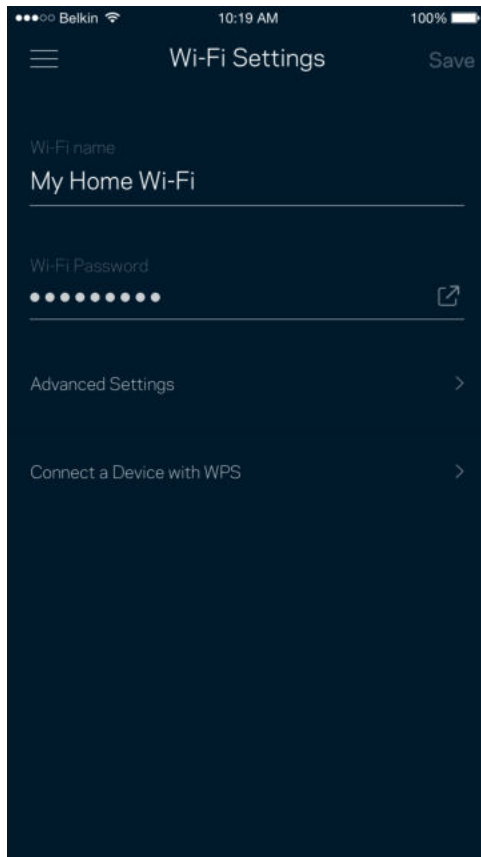 Belkin 10:19 AM 100%
Wi-Fi Settings Save
Wi-Fi name
My Home Wi-Fi
Wi-Fi Password
●●●●●●●●●
Advanced Settings
Connect a Device with WPS